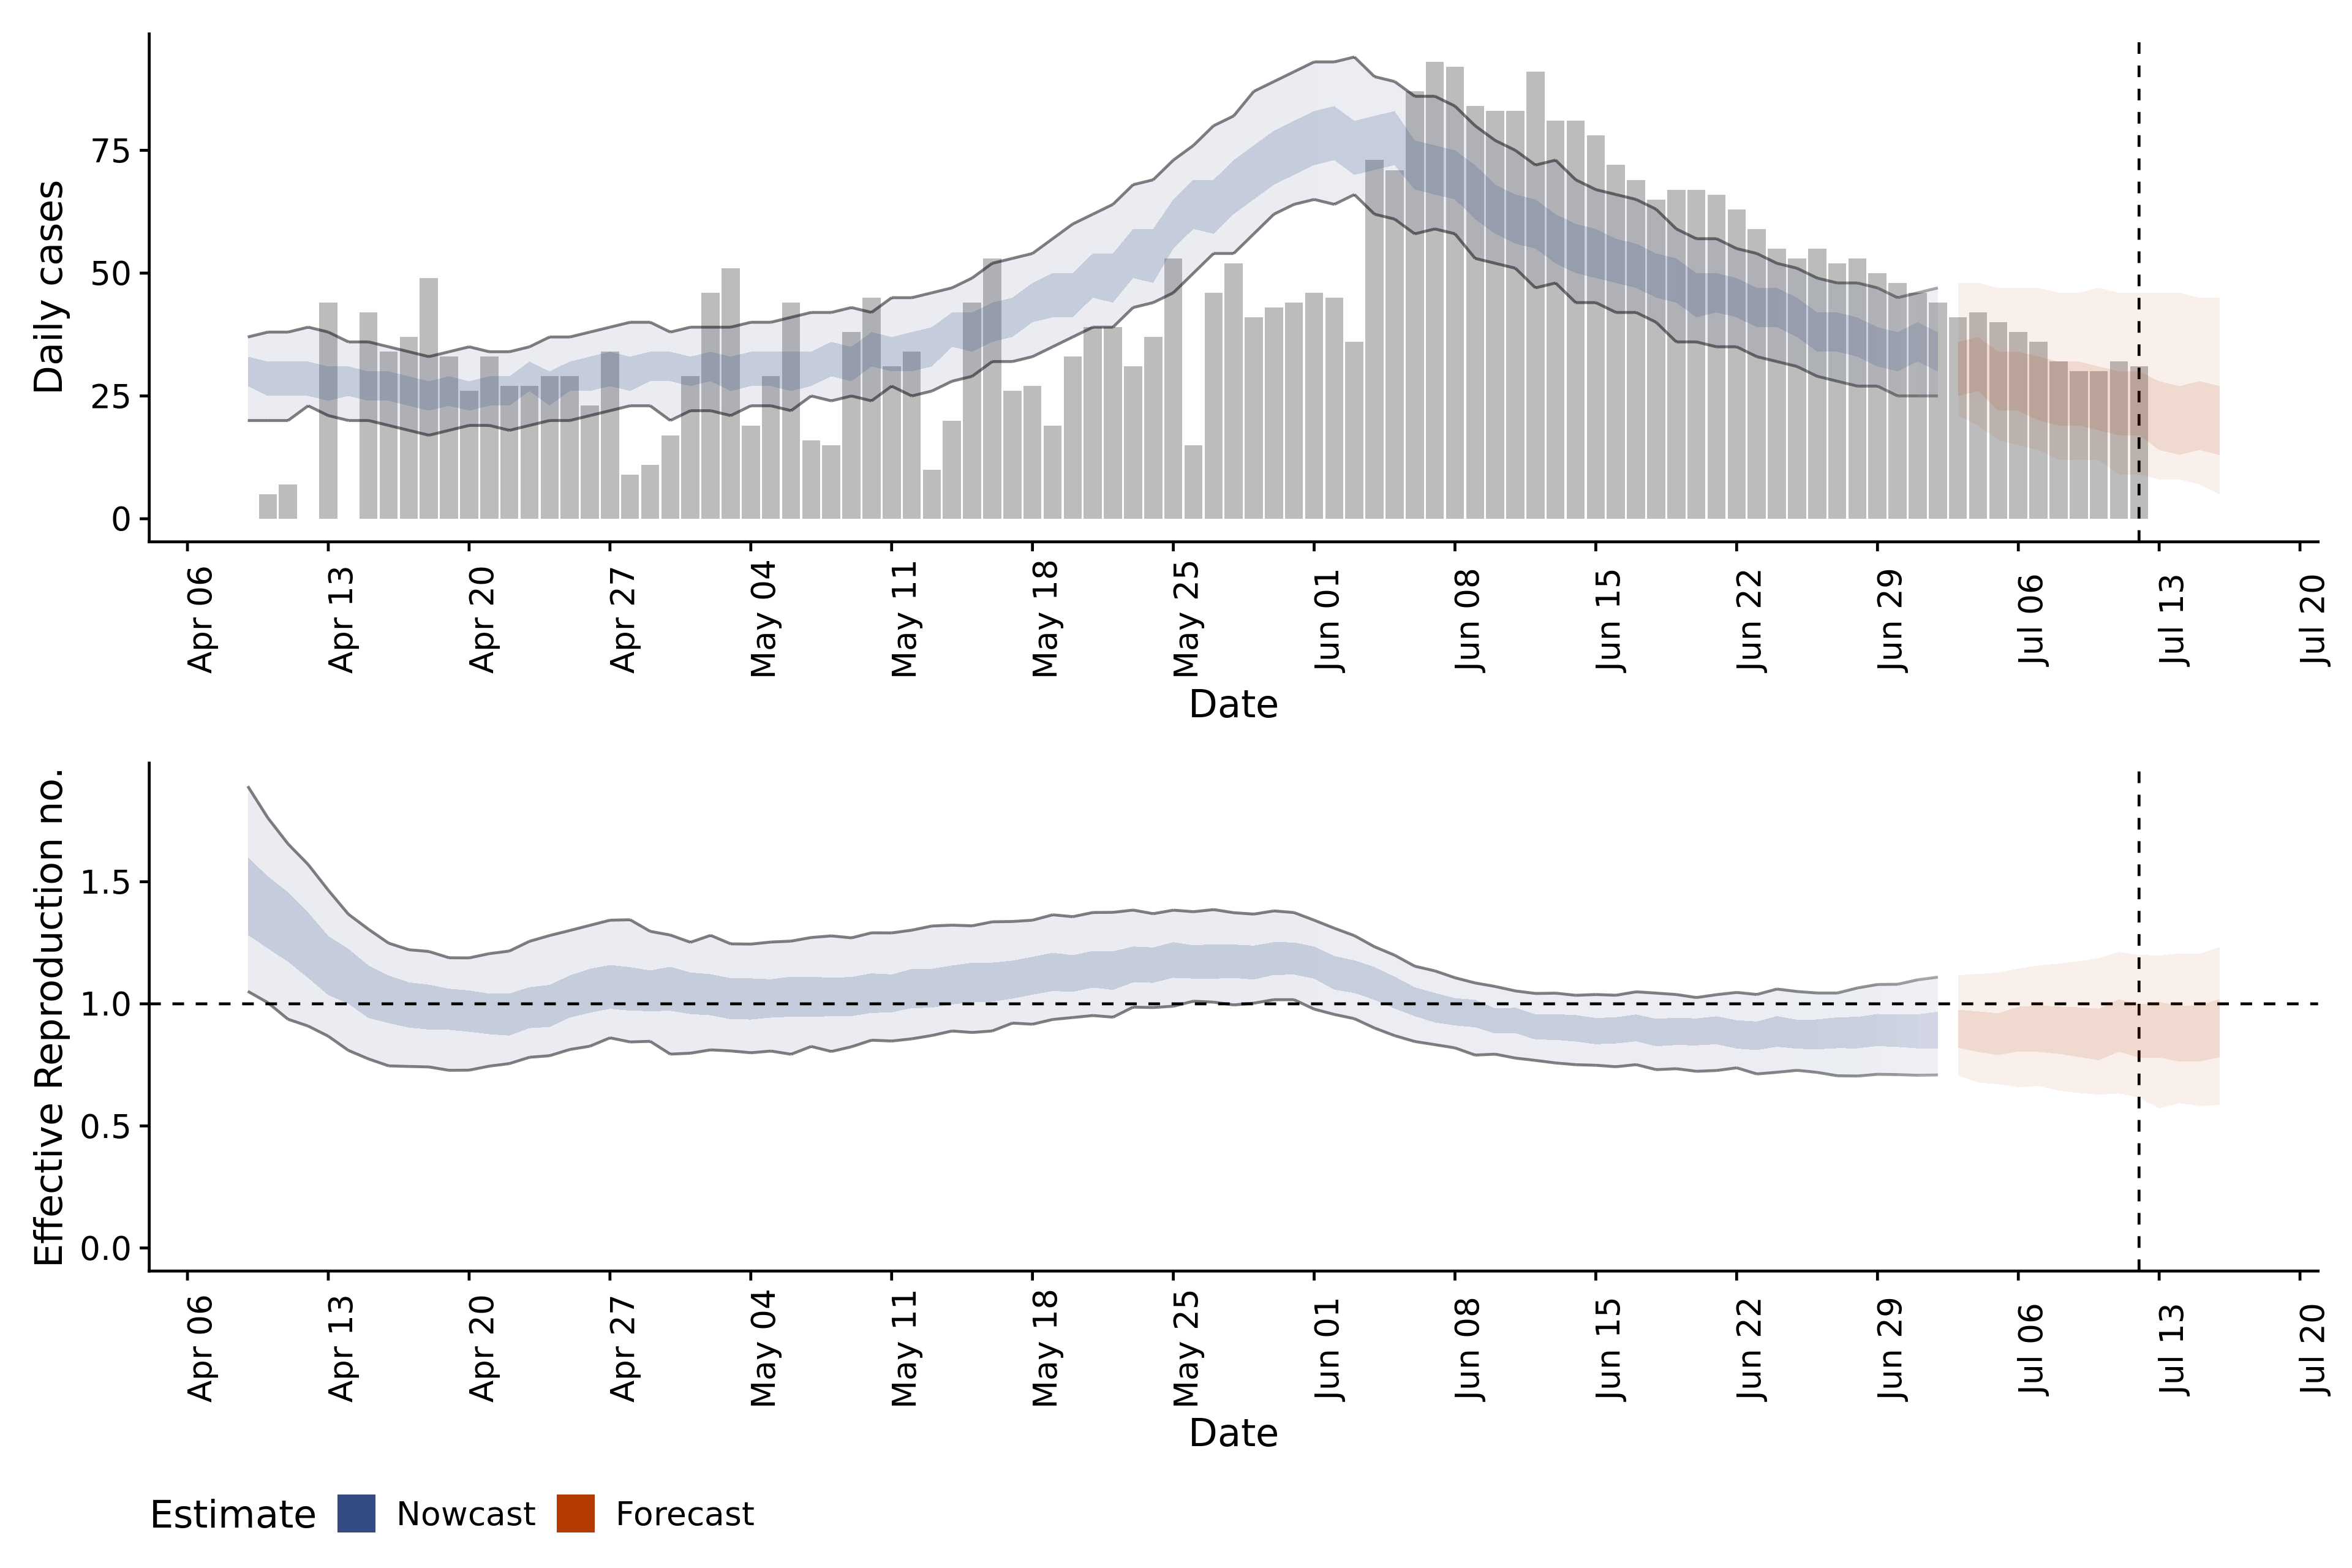 Daily cases
75
50
25
0
Apr 06
Apr 13
Apr 20
Apr 27
May 04
May 11
May 18
May 25
Jun 01
Jun 08
Jun 15
Jun 22
Jun 29
Jul 06
Jul 13
Jul 20
Date
Effective Reproduction no.
1.5
1.0
0.5
0.0
Apr 06
Apr 13
Apr 20
Apr 27
May 04
May 11
May 18
May 25
Jun 01
Jun 08
Jun 15
Jun 22
Jun 29
Jul 06
Jul 13
Jul 20
Date
Estimate Nowcast Forecast